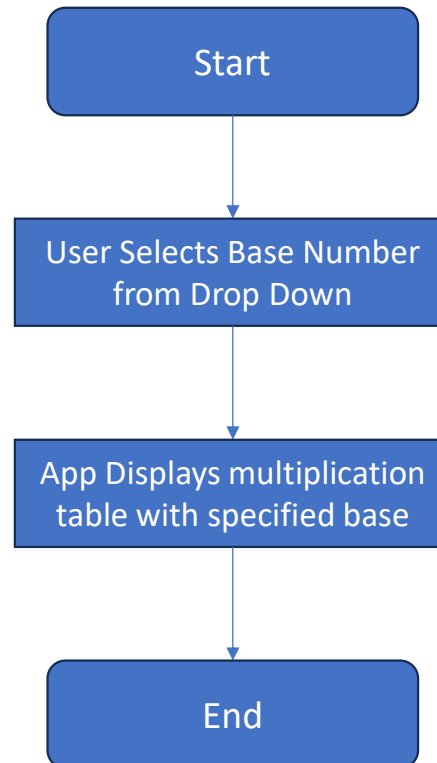 Start
User Selects Base Number
from Drop Down
App Displays multiplication
table with specified base
End